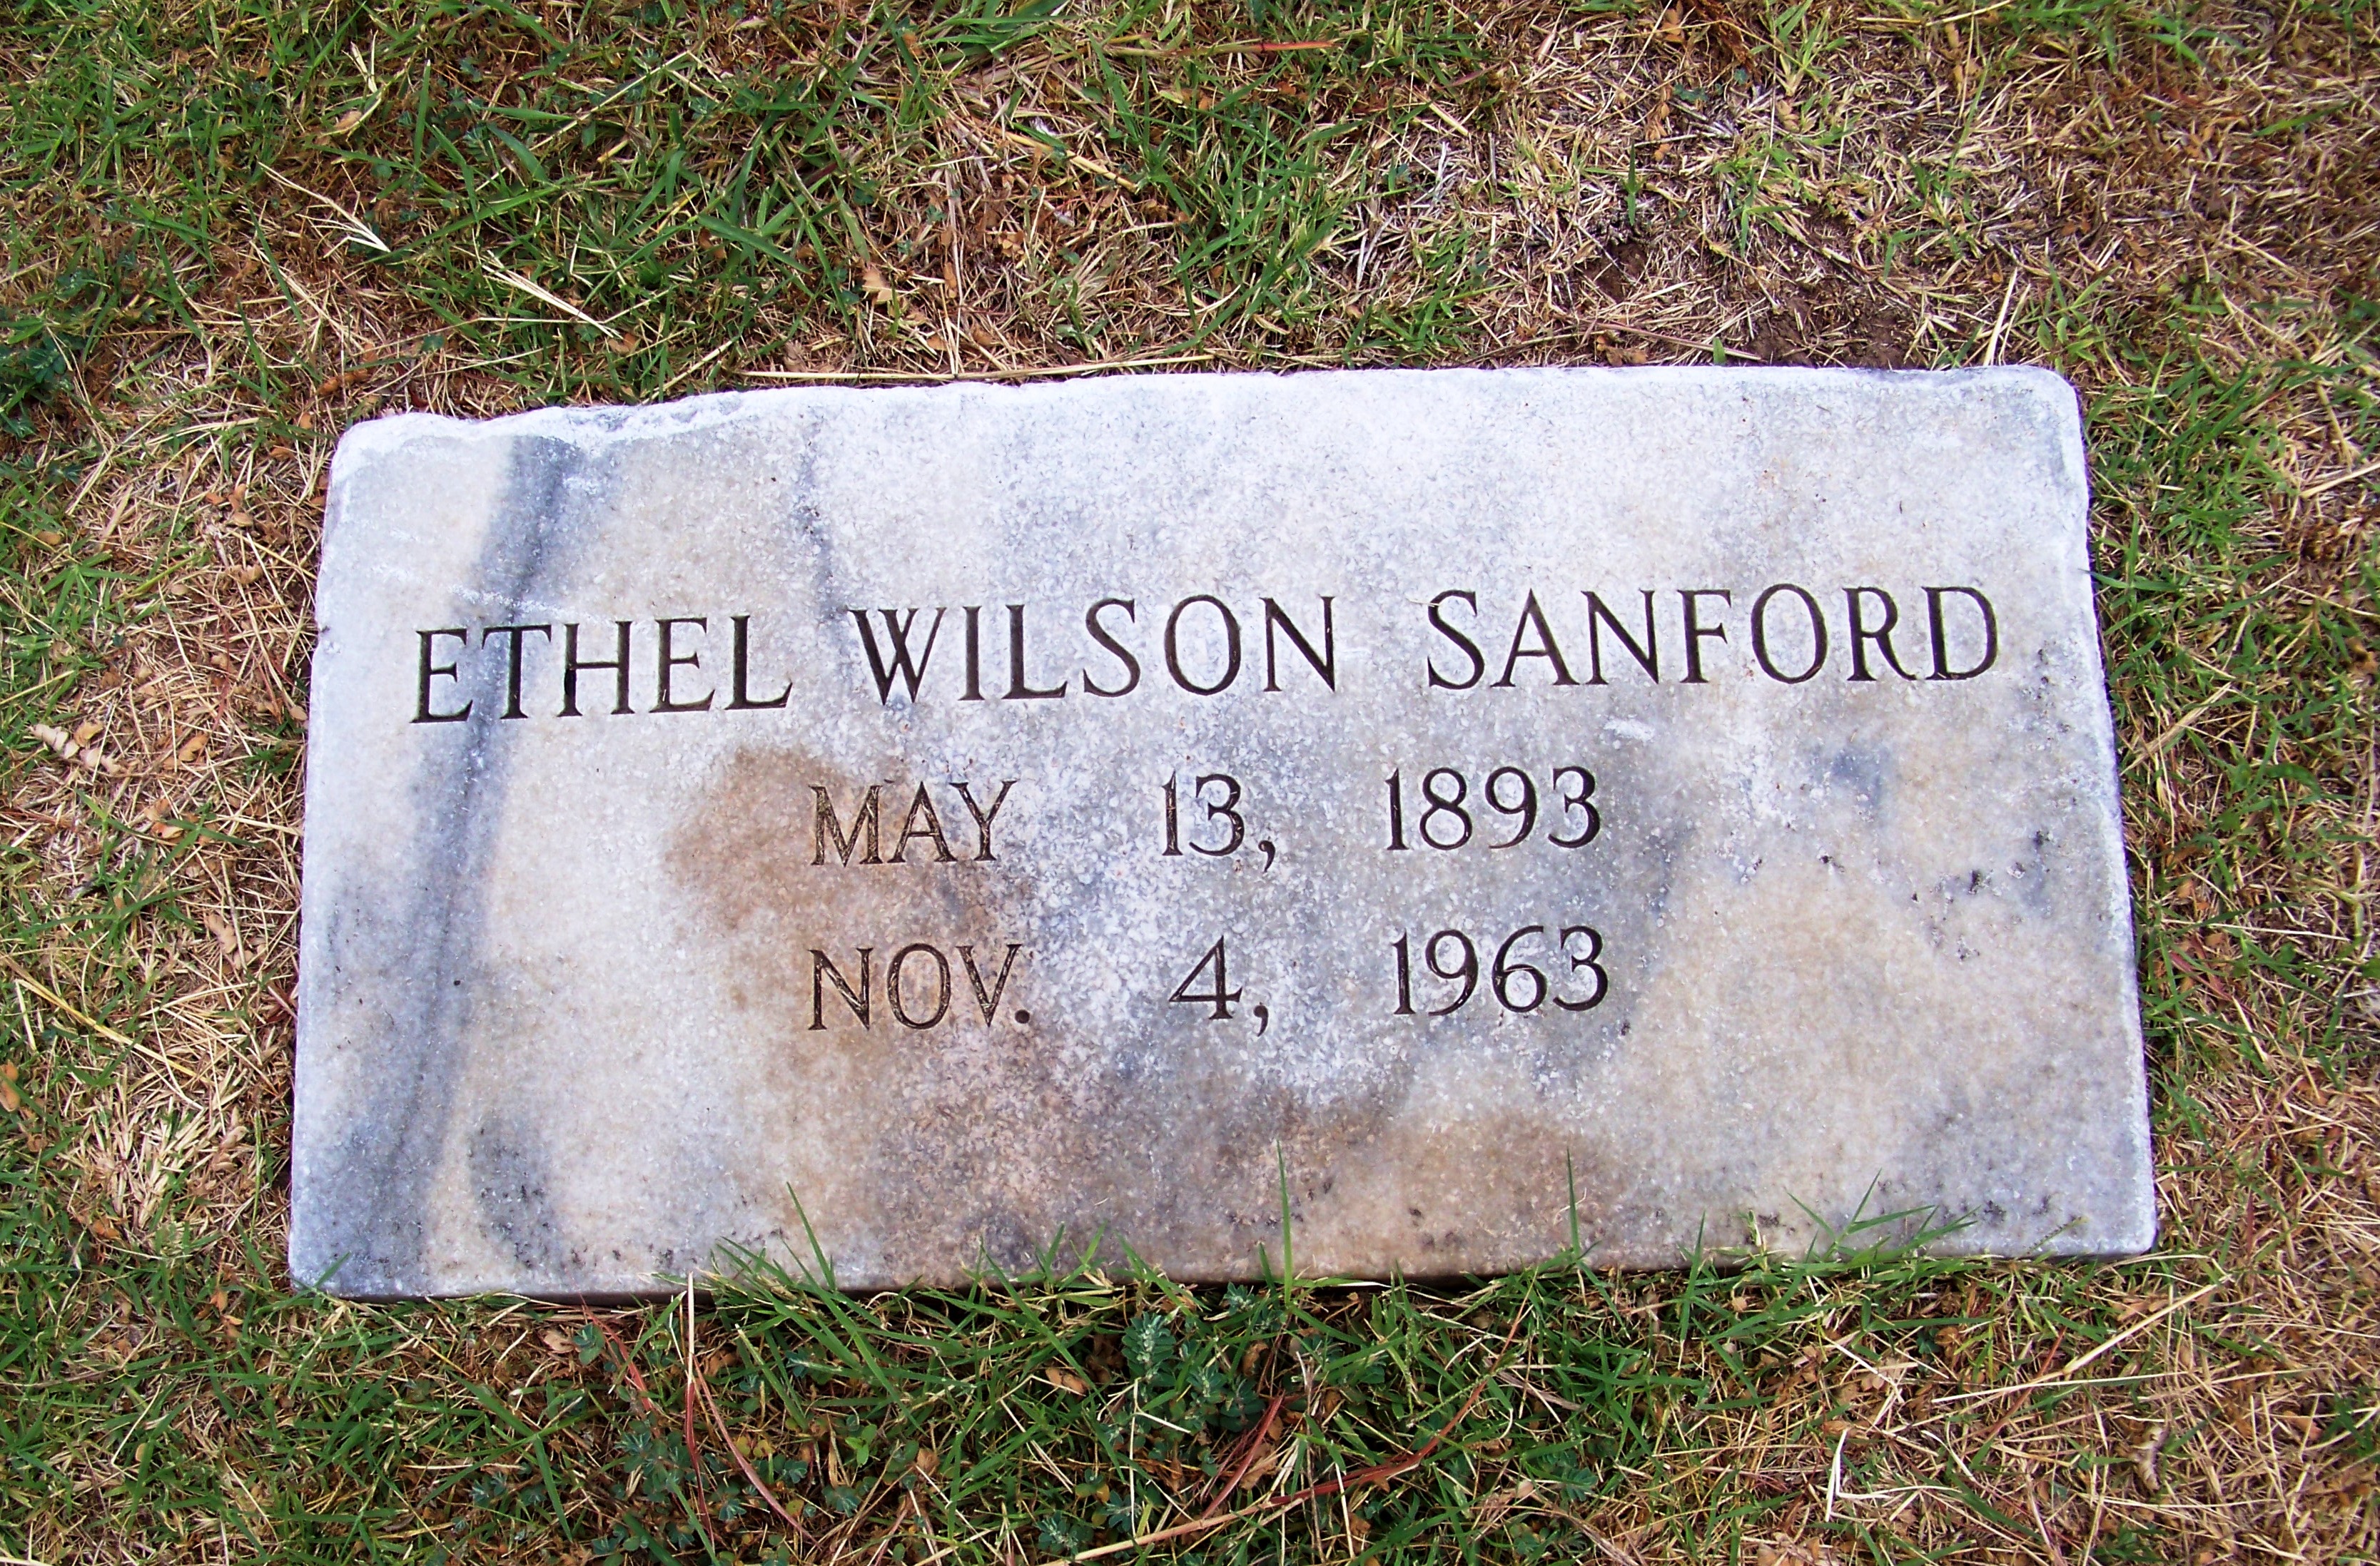 ETHEL WILSON SANFORD
MAY 13, 1893
NOV. 4, 1963